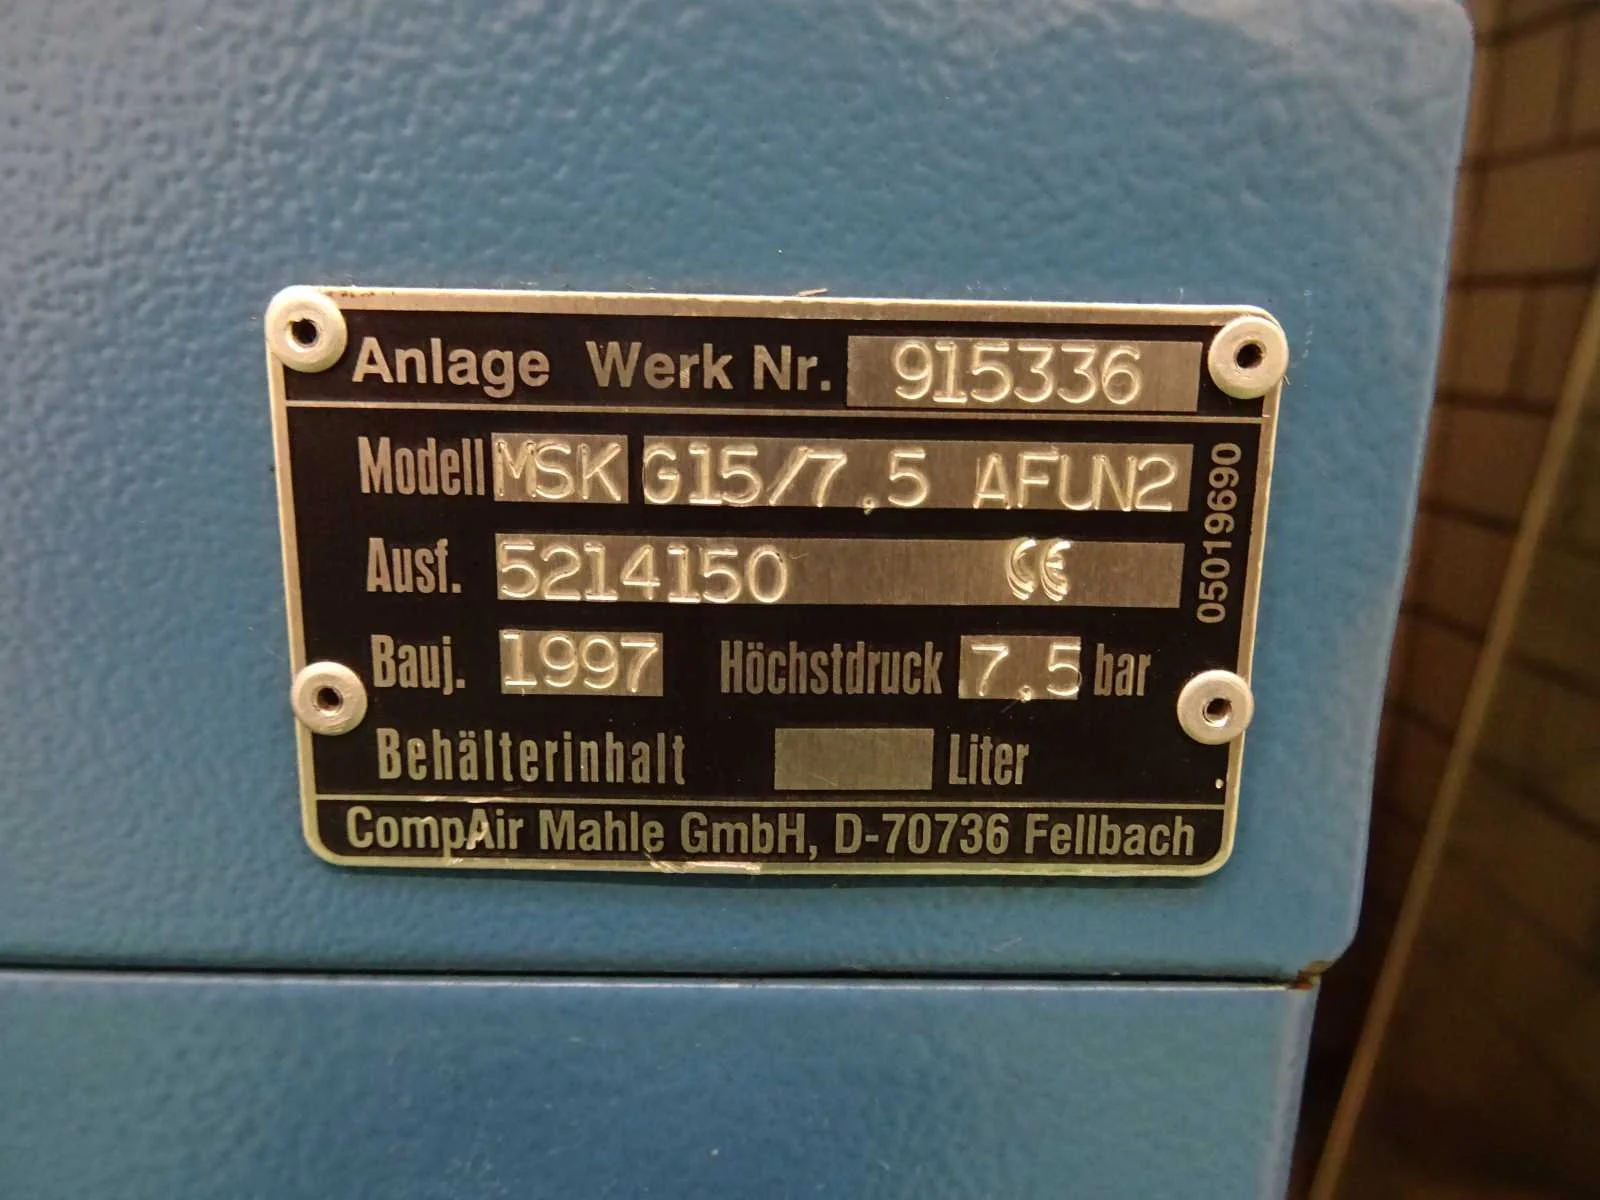 Anlage Werk Nr. 915336
Modell MSK G15/7.5 AFUN2
Ausf. 5214150 CE
Bauj. 1997 Höchstdruck 7.5 bar
Behälterinhalt Liter
CompAir Mahle GmbH, D-70736 Fellbach
05019690